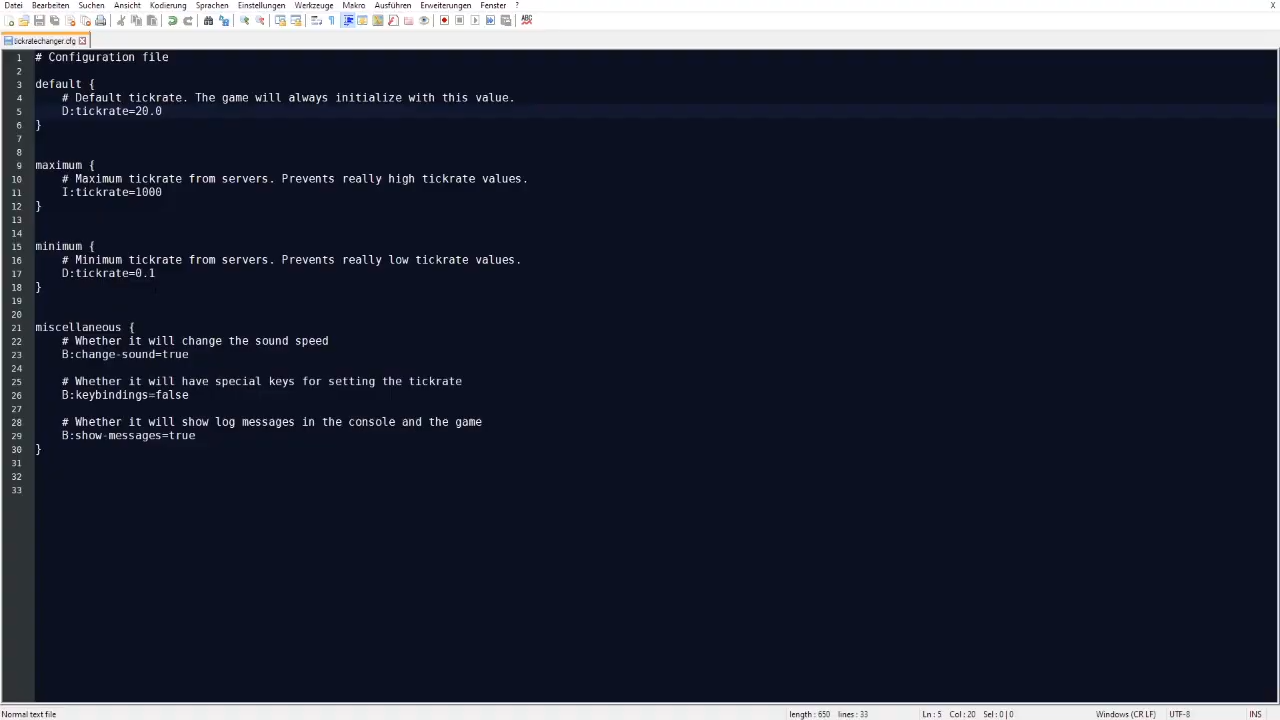 Datei Bearbeiten Suchen Ansicht Kodierung Sprachen Einstellungen Werkzeuge Makro Ausführen Erweiterungen Fenster ? X
tickratechanger.cfg
1 # Configuration file
2
3 default {
4 # Default tickrate. The game will always initialize with this value.
5 D:tickrate=20.0
6 }
7
8
9 maximum {
10 # Maximum tickrate from servers. Prevents really high tickrate values.
11 I:tickrate=1000
12 }
13
14
15 minimum {
16 # Minimum tickrate from servers. Prevents really low tickrate values.
17 D:tickrate=0.1
18 }
19
20
21 miscellaneous {
22 # Whether it will change the sound speed
23 B:change-sound=true
24
25 # Whether it will have special keys for setting the tickrate
26 B:keybindings=false
27
28 # Whether it will show log messages in the console and the game
29 B:show-messages=true
30 }
31
32
33
Normal text file length : 650 lines : 33 Ln : 5 Col : 20 Sel : 0 | 0 Windows (CR LF) UTF-8 INS